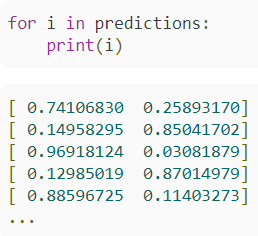 for i in predictions:
    print(i)
[ 0.74106830  0.25893170]
[ 0.14958295  0.85041702]
[ 0.96918124  0.03081879]
[ 0.12985019  0.87014979]
[ 0.88596725  0.11403273]
...